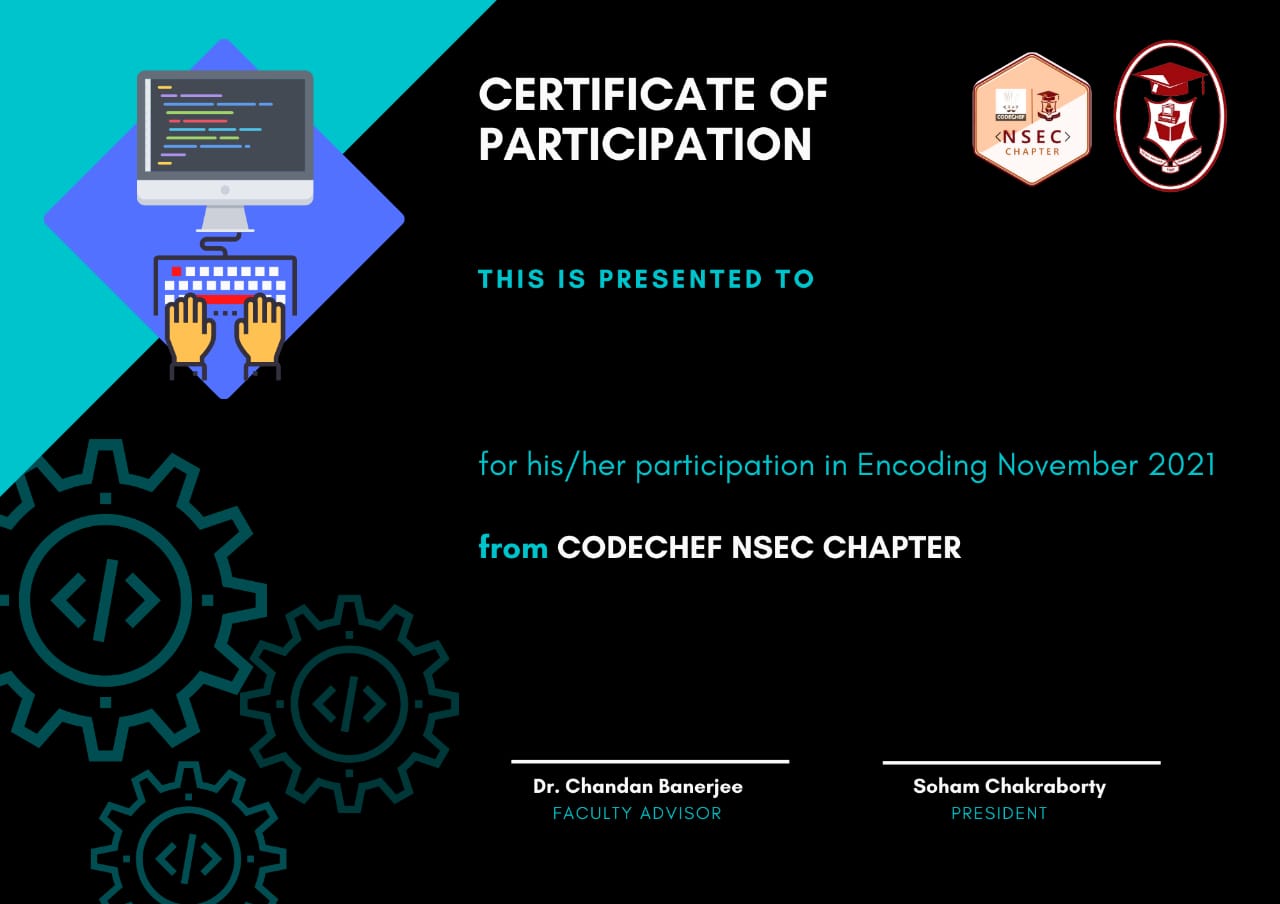 CERTIFICATE OF
PARTICIPATION
CODECHEF
<NSEC>
CHAPTER
THIS IS PRESENTED TO
for his/her participation in Encoding November 2021
from CODECHEF NSEC CHAPTER
Dr. Chandan Banerjee
FACULTY ADVISOR
Soham Chakraborty
PRESIDENT